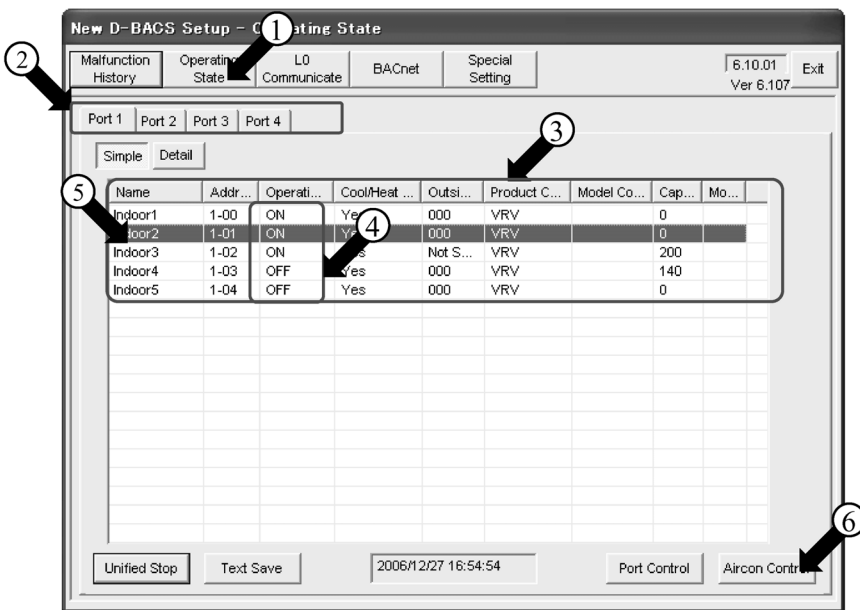 New D-BACS Setup - O ating State
1
Malfunction History
Operating State
L0 Communicate
BACnet
Special Setting
6.10.01
Ver 6.107
Exit
2
Port 1 Port 2 Port 3 Port 4
3
Simple Detail
5
Name Addr... Operati... Cool/Heat ... Outsi... Product C... Model Co... Cap... Mo...
Indoor1 1-00 ON Yes 000 VRV 0
Indoor2 1-01 ON Yes 000 VRV 0
4
Indoor3 1-02 ON Yes Not S... VRV 200
Indoor4 1-03 OFF Yes 000 VRV 140
Indoor5 1-04 OFF Yes 000 VRV 0
6
Unified Stop Text Save 2006/12/27 16:54:54 Port Control Aircon Control